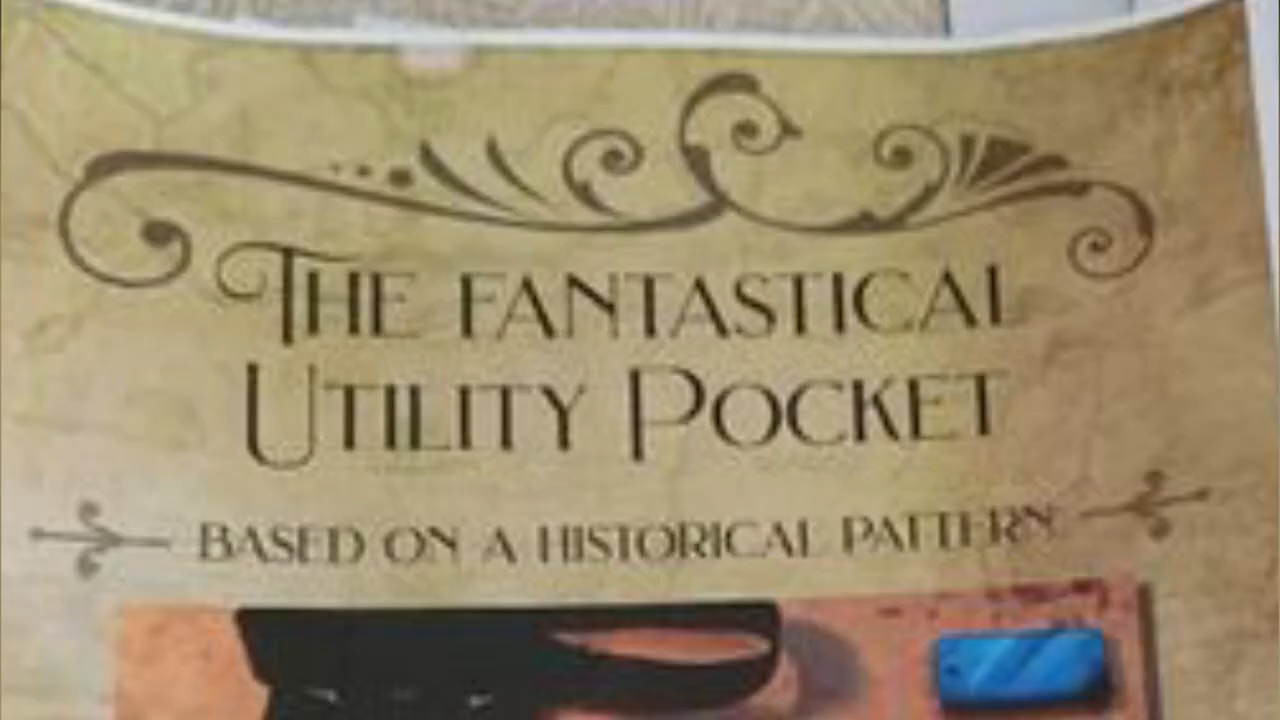 THE FANTASTICAL
UTILITY POCKET
BASED ON A HISTORICAL PATTERN